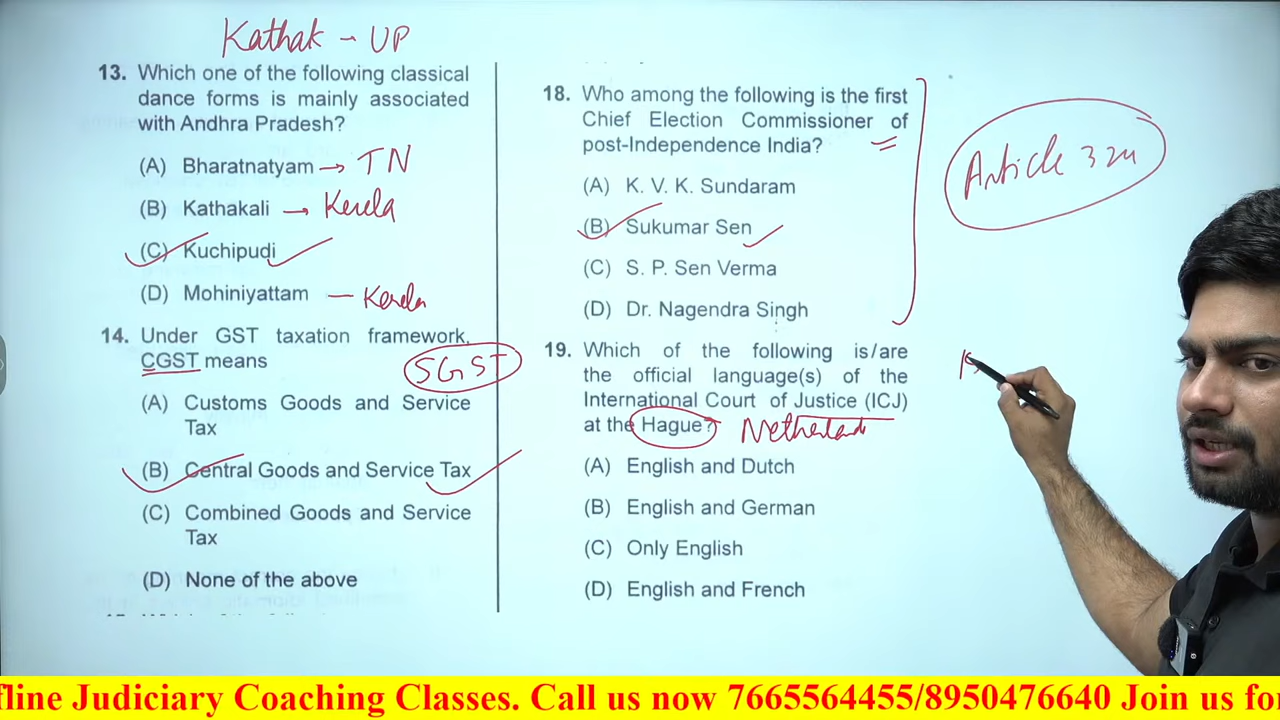 Kathak - UP
13. Which one of the following classical
dance forms is mainly associated
with Andhra Pradesh?
(A) Bharatnatyam → TN
(B) Kathakali → Kerela
(C) Kuchipudi
(D) Mohiniyattam - Kerela
14. Under GST taxation framework,
CGST means
SGST
(A) Customs Goods and Service
Tax
(B) Central Goods and Service Tax
(C) Combined Goods and Service
Tax
(D) None of the above
18. Who among the following is the first
Chief Election Commissioner of
post-Independence India?
(A) K. V. K. Sundaram
(B) Sukumar Sen
(C) S. P. Sen Verma
(D) Dr. Nagendra Singh
Article 324
19. Which of the following is/are
the official language(s) of the
International Court of Justice (ICJ)
at the Hague? Netherlands
(A) English and Dutch
(B) English and German
(C) Only English
(D) English and French
fline Judiciary Coaching Classes. Call us now 7665564455/8950476640 Join us for